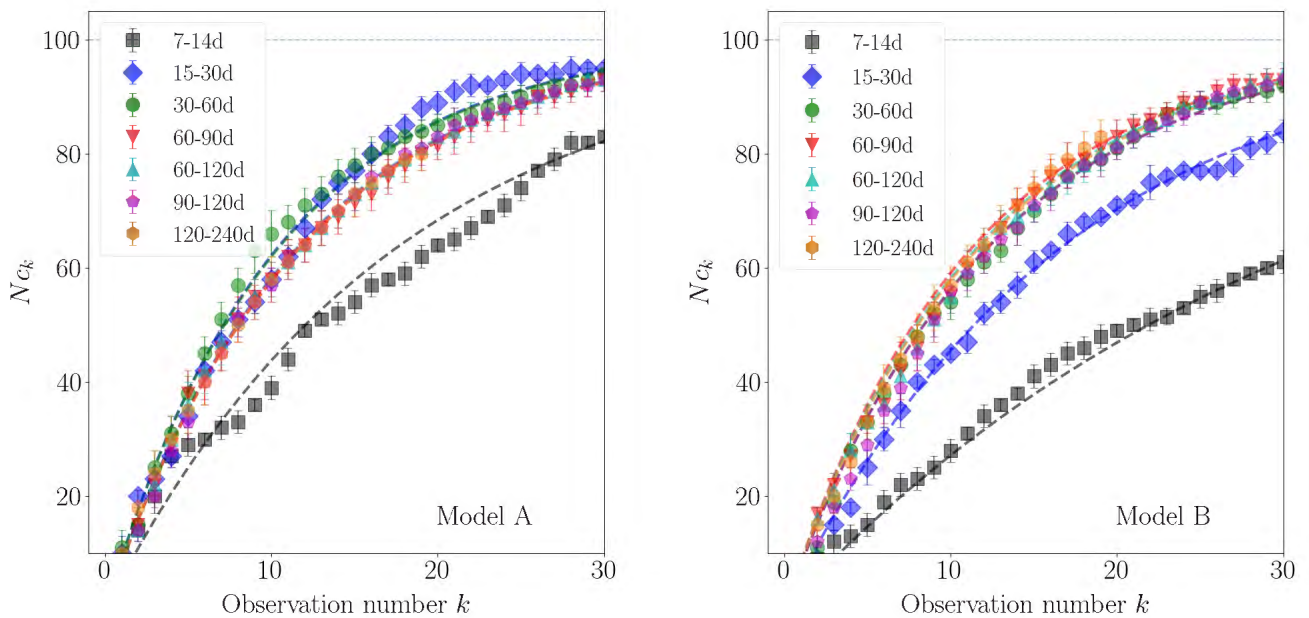 100
80
60
40
20
Nc_k
7-14d
15-30d
30-60d
60-90d
60-120d
90-120d
120-240d
Model A
0
10
20
30
Observation number k
100
80
60
40
20
Nc_k
7-14d
15-30d
30-60d
60-90d
60-120d
90-120d
120-240d
Model B
0
10
20
30
Observation number k